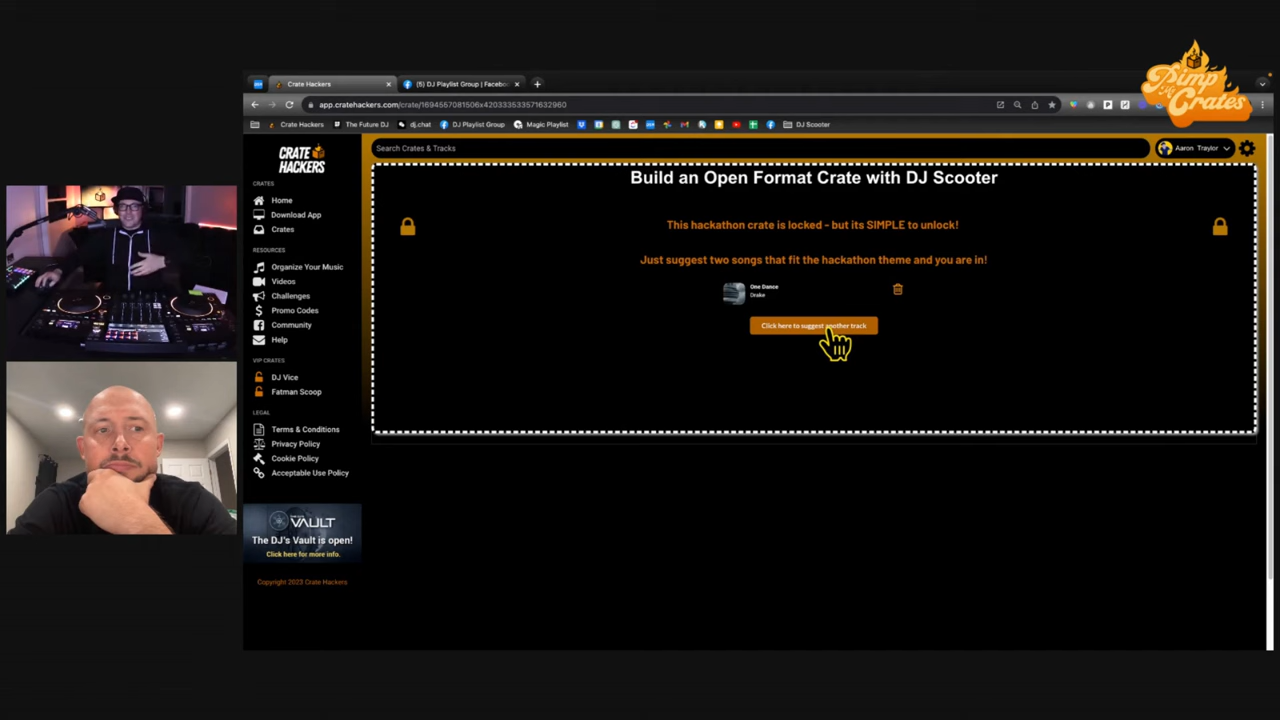 Pimp
My
Crates
Crate Hackers
(5) DJ Playlist Group | Facebo
app.cratehackers.com/crate/1694557081506x420333533571632960
Crate Hackers
The Future DJ
dj.chat
DJ Playlist Group
Magic Playlist
DJ Scooter
CRATE
HACKERS
Search Crates & Tracks
Aaron Traylor
CRATES
Home
Download App
Crates
RESOURCES
Organize Your Music
Videos
Challenges
Promo Codes
Community
Help
VIP CRATES
DJ Vice
Fatman Scoop
LEGAL
Terms & Conditions
Privacy Policy
Cookie Policy
Acceptable Use Policy
VAULT
The DJ's Vault is open!
Click here for more info.
Copyright 2023 Crate Hackers
Build an Open Format Crate with DJ Scooter
This hackathon crate is locked - but its SIMPLE to unlock!
Just suggest two songs that fit the hackathon theme and you are in!
One Dance
Drake
Click here to suggest another track